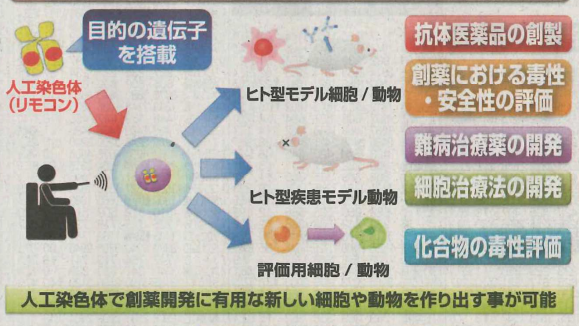 目的の遺伝子
を搭載
人工染色体
(リモコン)
ヒト型モデル細胞 / 動物
ヒト型疾患モデル動物
評価用細胞 / 動物
抗体医薬品の創製
創薬における毒性
・安全性の評価
難病治療薬の開発
細胞治療法の開発
化合物の毒性評価
人工染色体で創薬開発に有用な新しい細胞や動物を作り出す事が可能